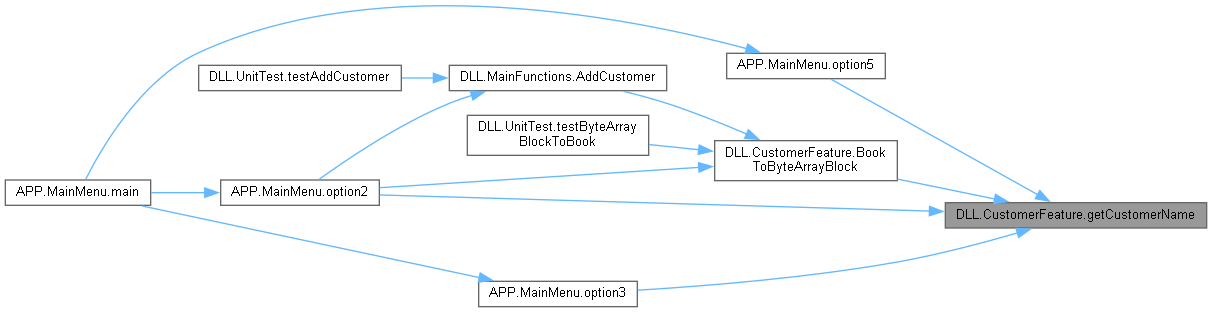 APP.MainMenu.option5
DLL.UnitTest.testAddCustomer
DLL.MainFunctions.AddCustomer
DLL.UnitTest.testByteArray
BlockToBook
DLL.CustomerFeature.Book
ToByteArrayBlock
APP.MainMenu.main
APP.MainMenu.option2
DLL.CustomerFeature.getCustomerName
APP.MainMenu.option3